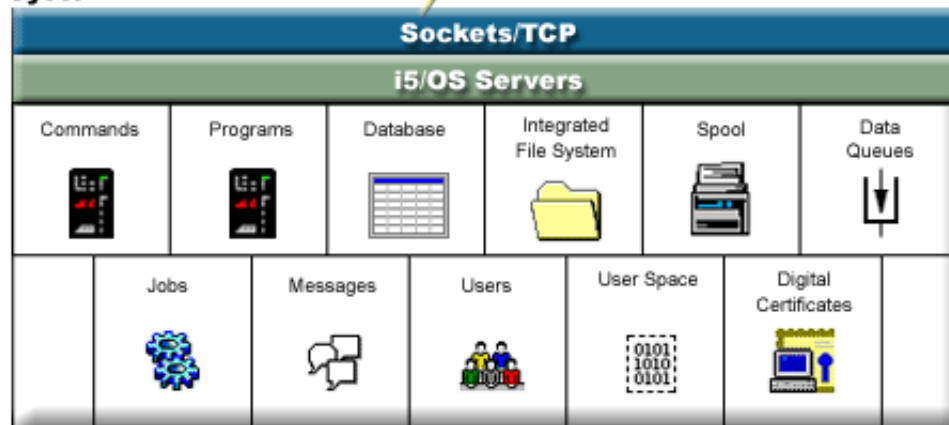 Sockets/TCP
i5/OS Servers
Commands
Programs
Database
Integrated
File System
Spool
Data
Queues
Jobs
Messages
Users
User Space
Digital
Certificates
0101
1010
0101